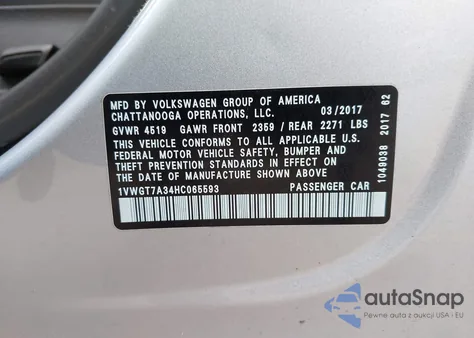 MFD BY VOLKSWAGEN GROUP OF AMERICA
CHATTANOOGA OPERATIONS, LLC. 03/2017
GVWR 4519 GAWR FRONT 2359 / REAR 2271 LBS
THIS VEHICLE CONFORMS TO ALL APPLICABLE U.S.
FEDERAL MOTOR VEHICLE SAFETY, BUMPER AND
THEFT PREVENTION STANDARDS IN EFFECT ON
THE DATE OF MANUFACTURE SHOWN ABOVE
1VWGT7A34HC065593 PASSENGER CAR
1049038 2017 62
autoSnap
Pewne auta z aukcji USA i EU